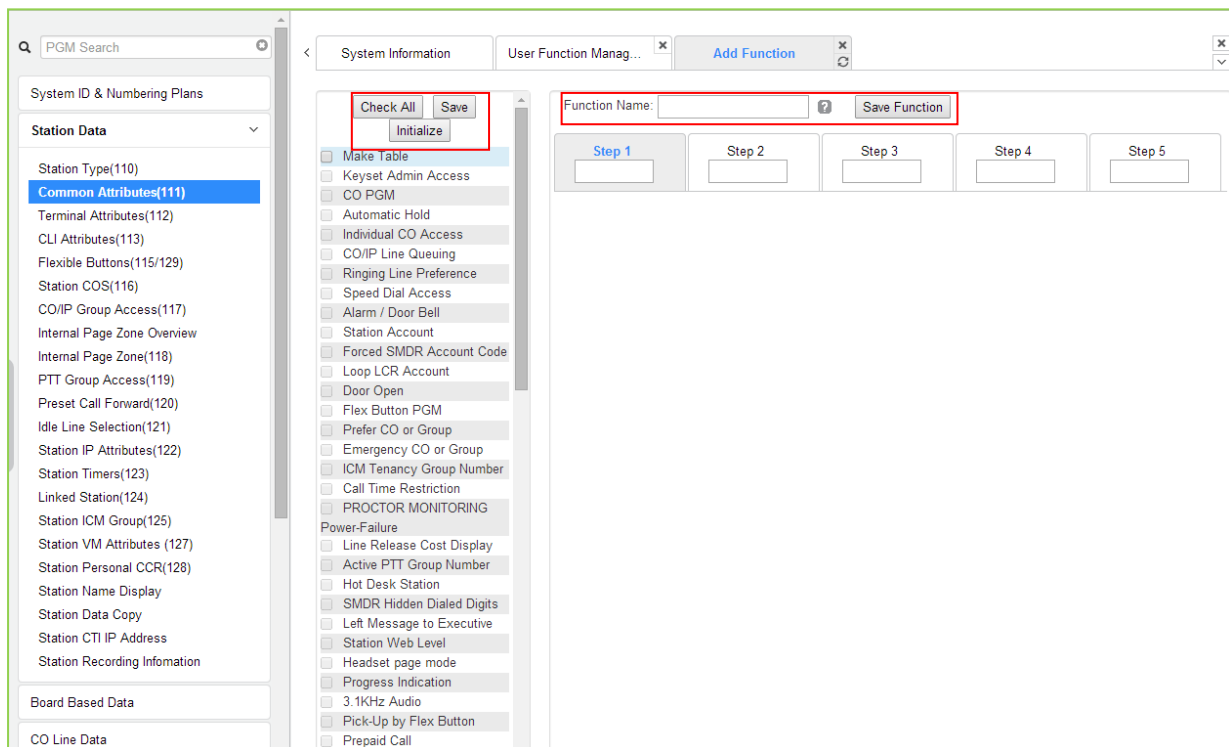 PGM Search
System ID & Numbering Plans
Station Data
Station Type(110)
Common Attributes(111)
Terminal Attributes(112)
CLI Attributes(113)
Flexible Buttons(115/129)
Station COS(116)
CO/IP Group Access(117)
Internal Page Zone Overview
Internal Page Zone(118)
PTT Group Access(119)
Preset Call Forward(120)
Idle Line Selection(121)
Station IP Attributes(122)
Station Timers(123)
Linked Station(124)
Station ICM Group(125)
Station VM Attributes (127)
Station Personal CCR(128)
Station Name Display
Station Data Copy
Station CTI IP Address
Station Recording Infomation
Board Based Data
CO Line Data
System Information
User Function Manag...
Add Function
Check All
Save
Initialize
Make Table
Keyset Admin Access
CO PGM
Automatic Hold
Individual CO Access
CO/IP Line Queuing
Ringing Line Preference
Speed Dial Access
Alarm / Door Bell
Station Account
Forced SMDR Account Code
Loop LCR Account
Door Open
Flex Button PGM
Prefer CO or Group
Emergency CO or Group
ICM Tenancy Group Number
Call Time Restriction
PROCTOR MONITORING
Power-Failure
Line Release Cost Display
Active PTT Group Number
Hot Desk Station
SMDR Hidden Dialed Digits
Left Message to Executive
Station Web Level
Headset page mode
Progress Indication
3.1KHz Audio
Pick-Up by Flex Button
Prepaid Call
Function Name:
?
Save Function
Step 1
Step 2
Step 3
Step 4
Step 5